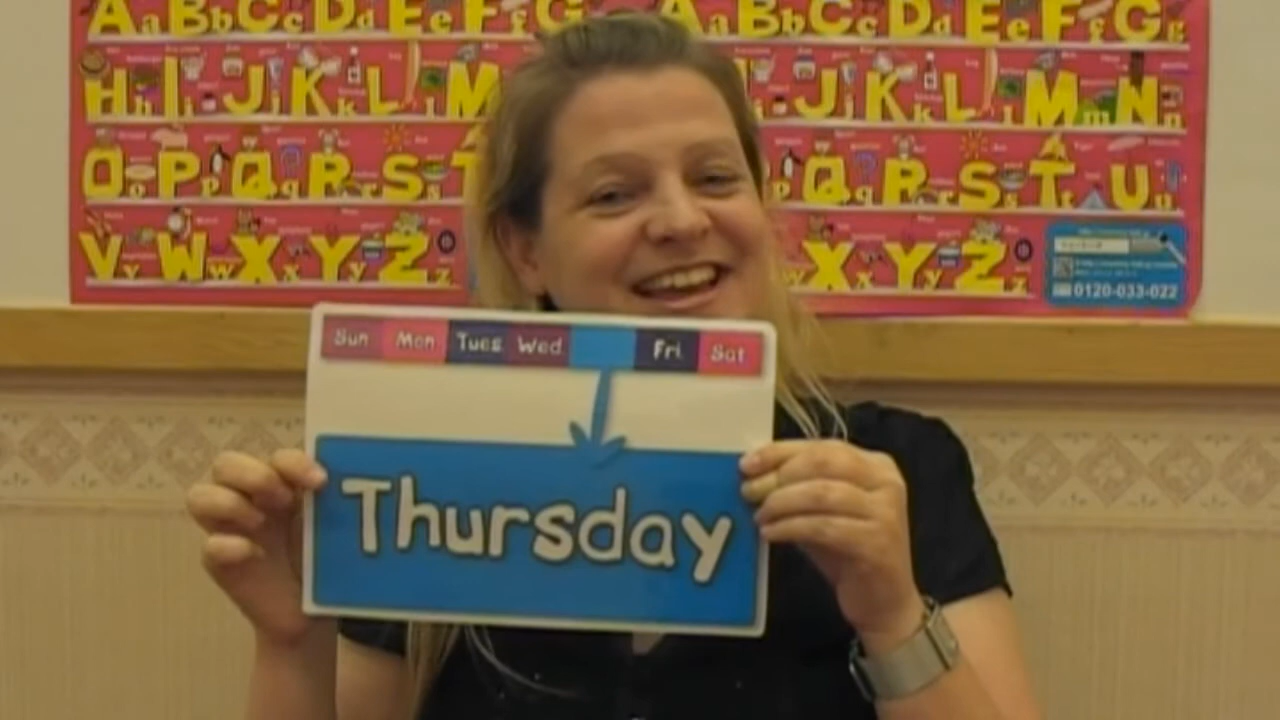 Aa Bb Cc Dd Ee Ff Gg Aa Bb Cc Dd Ee Ff Gg
Hh Ii Jj Kk Ll M Jj Kk Ll Mm Nn
Oo Pp Qq Rr Ss T p Qq Rr Ss Tt Uu
Vv Ww Xx Yy Zz w Xx Yy Zz
0120-033-022
Sun Mon Tues Wed Fri Sat
Thursday